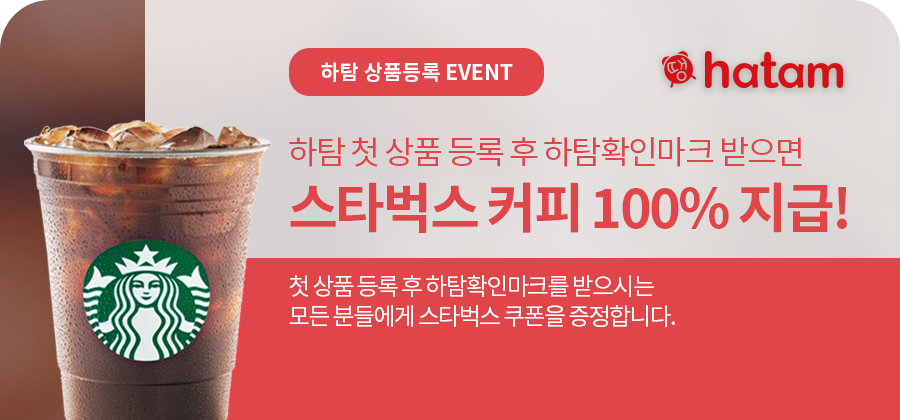 하탐 상품등록 EVENT
hatam
하탐 첫 상품 등록 후 하탐확인마크 받으면
스타벅스 커피 100% 지급!
첫 상품 등록 후 하탐확인마크를 받으시는
모든 분들에게 스타벅스 쿠폰을 증정합니다.